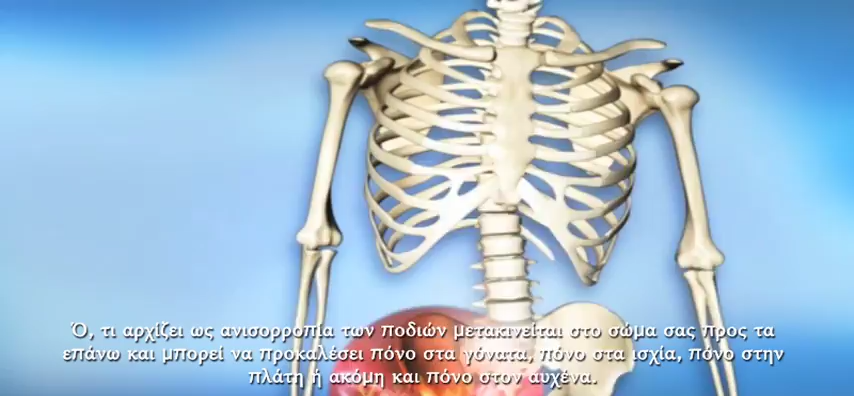 Ό, τι αρχίζει ως ανισορροπία των ποδιών μετακινείται στο σώμα σας προς τα
επάνω και μπορεί να προκαλέσει πόνο στα γόνατα, πόνο στα ισχία, πόνο στην
πλάτη ή ακόμη και πόνο στον αυχένα.